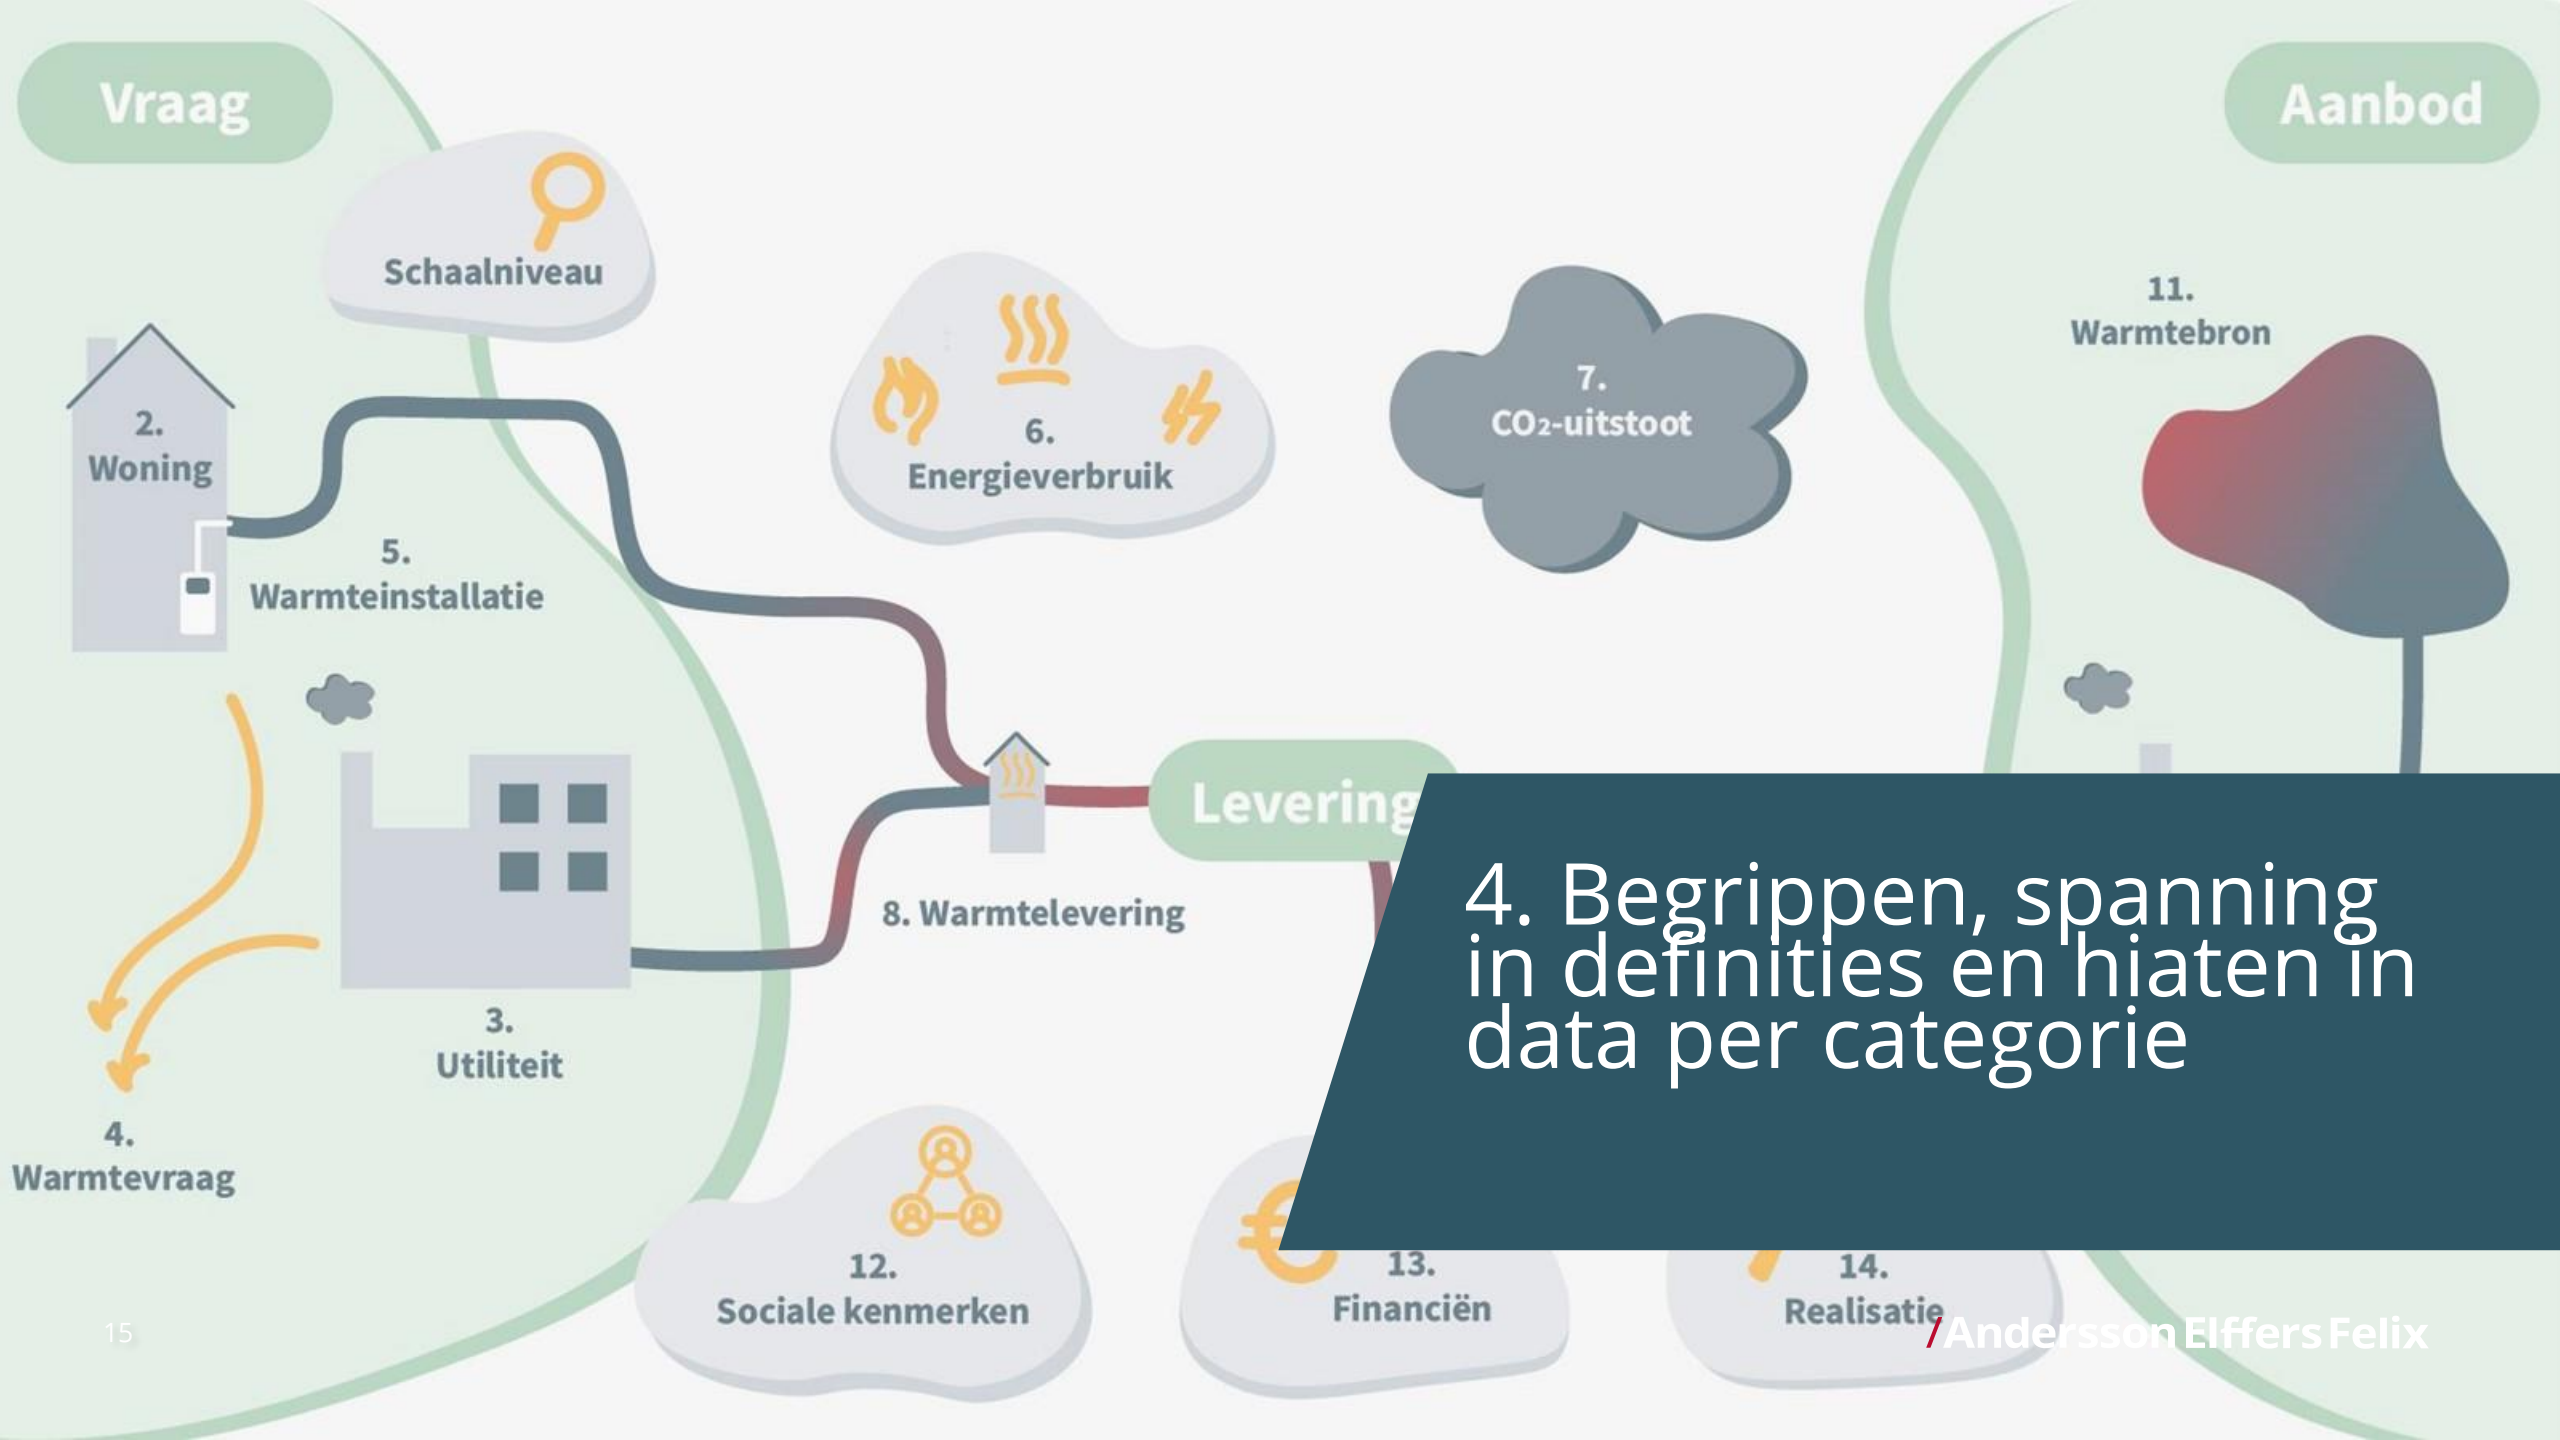 Vraag
Aanbod
Schaalniveau
11.
Warmtebron
7.
CO₂-uitstoot
2.
Woning
6.
Energieverbruik
5.
Warmteinstallatie
Levering
4. Begrippen, spanning
in definities en hiaten in
data per categorie
8. Warmtelevering
3.
Utiliteit
4.
Warmtevraag
12.
Sociale kenmerken
13.
Financiën
14.
Realisatie
15
/Andersson Elffers Felix